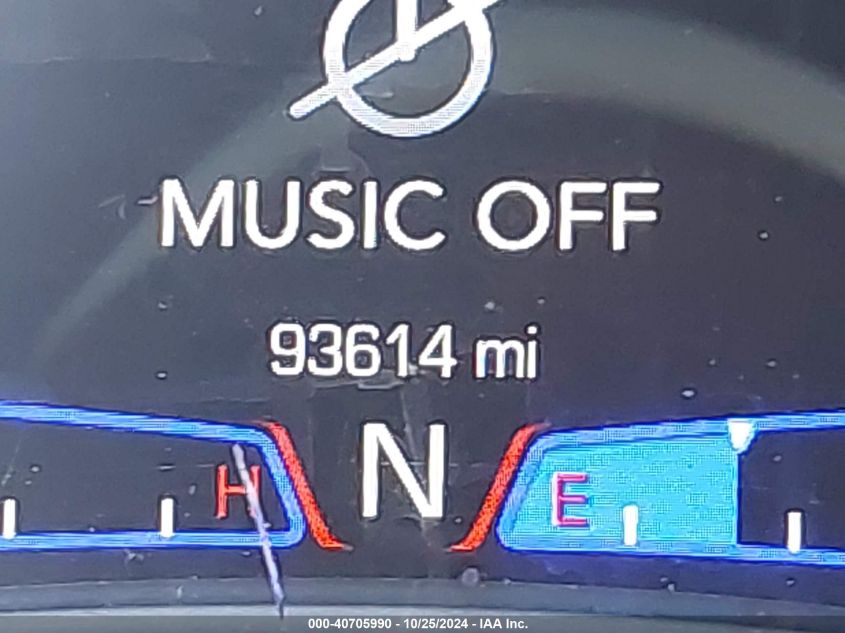 MUSIC OFF
93614 mi
H N E
000-40705990 - 10/25/2024 - IAA Inc.